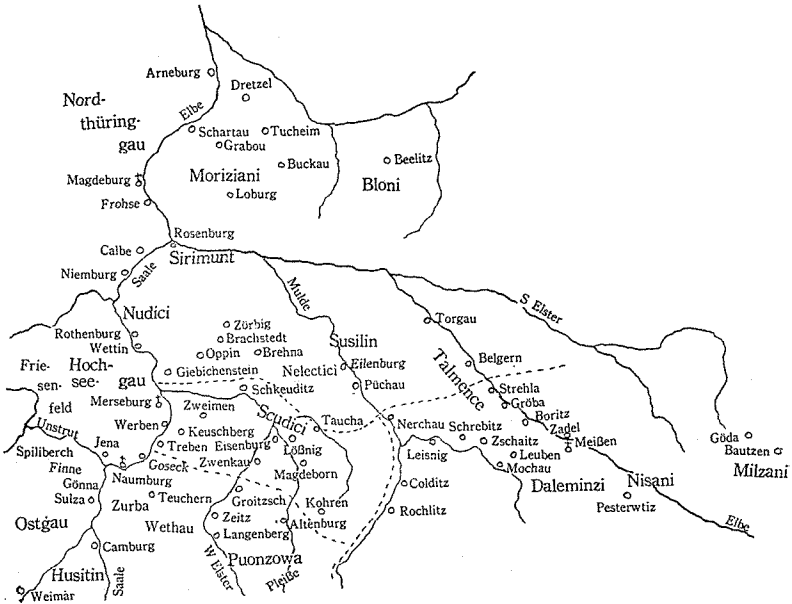 Arneburg
Dretzel
Nord-
thüring-
gau
Elbe
Schartau
Tucheim
Grabou
Buckau
Beelitz
Moriziani
Bloni
Magdeburg
Loburg
Frohse
Rosenburg
Calbe
Sirimunt
Niemburg
Saale
Mulde
S Elster
Nudici
Torgau
Zörbig
Rothenburg
Brachstedt
Susilin
Wettin
Oppin
Brehna
Belgern
Frie-
sen-
feld
Hoch-
see-
gau
Giebichenstein
Nelectici
Eilenburg
Talmence
Schkeuditz
Püchau
Strehla
Merseburg
Zweimen
Gröba
Scudici
Boritz
Werben
Taucha
Nerchau
Schrebitz
Zadel
Unstrut
Keuschberg
Göda
Jena
Treben
Eisenburg
Lößnig
Zschaitz
Meißen
Bautzen
Spiliberch
Goseck
Zwenkau
Leisnig
Leuben
Milzani
Finne
Magdeborn
Mochau
Naumburg
Gönna
Colditz
Daleminzi
Nisani
Sulza
Zurba
Teuchern
Groitzsch
Kohren
Pesterwtiz
Ostgau
Wethau
Zeitz
Altenburg
Rochlitz
Elbe
Langenberg
Camburg
Puonzowa
Husitin
Saale
W Elster
Pleiße
Weimàr